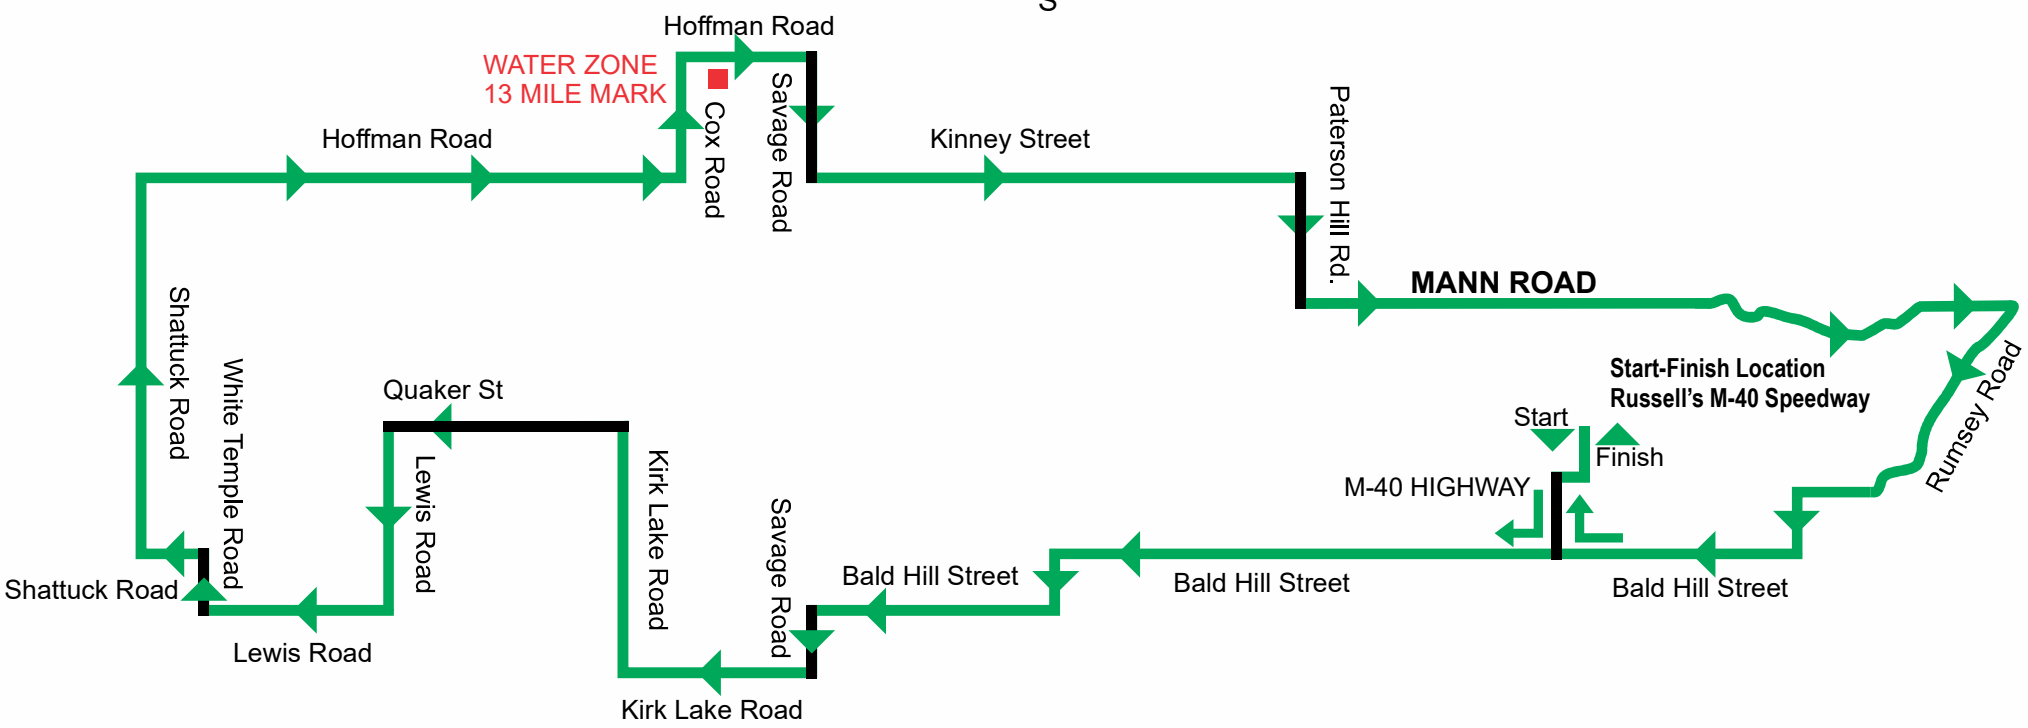 S
Hoffman Road
WATER ZONE
13 MILE MARK
Cox Road
Savage Road
Hoffman Road
Kinney Street
Paterson Hill Rd.
MANN ROAD
Start-Finish Location
Russell's M-40 Speedway
Rumsey Road
Start
Finish
M-40 HIGHWAY
Shattuck Road
White Temple Road
Quaker St
Lewis Road
Kirk Lake Road
Savage Road
Bald Hill Street
Bald Hill Street
Bald Hill Street
Shattuck Road
Lewis Road
Kirk Lake Road